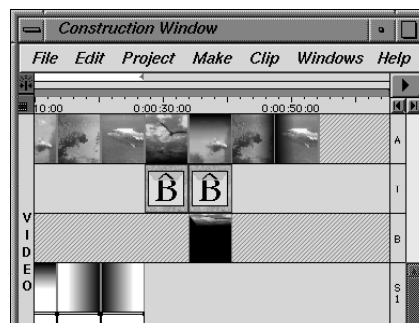 Construction Window
File Edit Project Make Clip Windows Help
10:00 0:00:30:00 0:00:50:00
A
B̂ B̂
T
VIDEO
B
S1